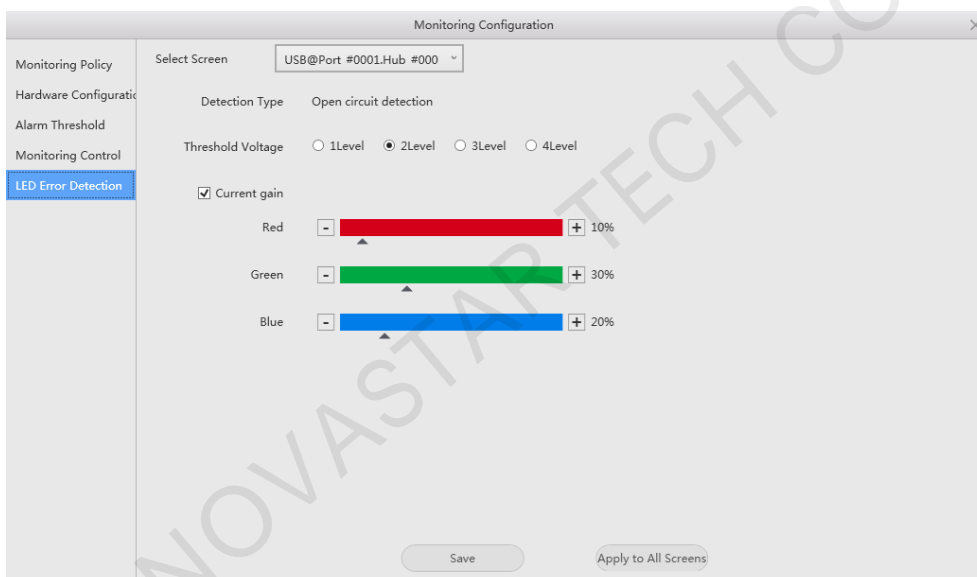 Monitoring Configuration
Monitoring Policy
Hardware Configuratio
Alarm Threshold
Monitoring Control
LED Error Detection
Select Screen USB@Port #0001.Hub #000
Detection Type Open circuit detection
Threshold Voltage 1Level 2Level 3Level 4Level
Current gain
Red - + 10%
Green - + 30%
Blue - + 20%
Save Apply to All Screens
NOVASTAR TECH CO